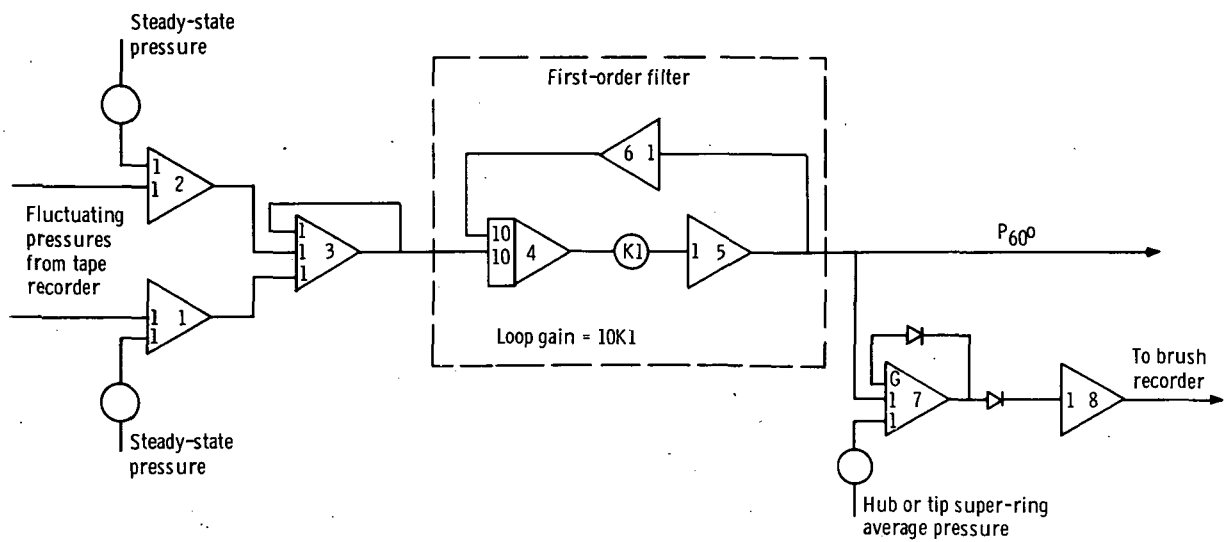 Steady-state
pressure
First-order filter
6 1
1
1
2
Fluctuating
pressures
from tape
recorder
1
1
1
3
10
10
4
K1
1 5
P60o
1
1
1
Loop gain = 10K1
Steady-state
pressure
G
1
1
7
1 8
To brush
recorder
Hub or tip super-ring
average pressure